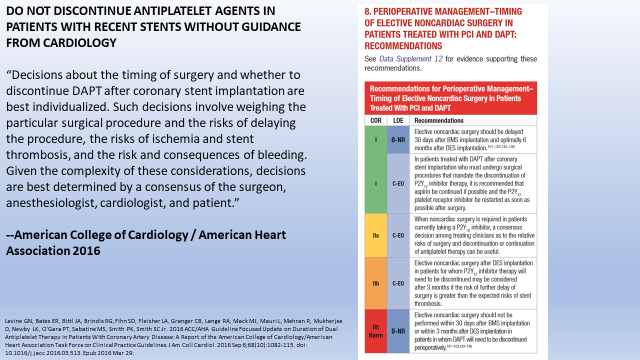 DO NOT DISCONTINUE ANTIPLATELET AGENTS IN
PATIENTS WITH RECENT STENTS WITHOUT GUIDANCE
FROM CARDIOLOGY
“Decisions about the timing of surgery and whether to
discontinue DAPT after coronary stent implantation are
best individualized. Such decisions involve weighing the
particular surgical procedure and the risks of delaying
the procedure, the risks of ischemia and stent
thrombosis, and the risk and consequences of bleeding.
Given the complexity of these considerations, decisions
are best determined by a consensus of the surgeon,
anesthesiologist, cardiologist, and patient.”
--American College of Cardiology / American Heart
Association 2016
Levine GN, Bates ER, Bittl JA, Brindis RG, Fihn SD, Fleisher LA, Granger CB, Lange RA, Mack MJ, Mauri L, Mehran R, Mukherjee
D, Newby LK, O'Gara PT, Sabatine MS, Smith PK, Smith SC Jr. 2016 ACC/AHA Guideline Focused Update on Duration of Dual
Antiplatelet Therapy in Patients With Coronary Artery Disease: A Report of the American College of Cardiology/American
Heart Association Task Force on Clinical Practice Guidelines. J Am Coll Cardiol. 2016 Sep 6;68(10):1082-115. doi:
10.1016/j.jacc.2016.03.513. Epub 2016 Mar 29.
8. PERIOPERATIVE MANAGEMENT–TIMING
OF ELECTIVE NONCARDIAC SURGERY IN
PATIENTS TREATED WITH PCI AND DAPT:
RECOMMENDATIONS
See Data Supplement 12 for evidence supporting these
recommendations.
Recommendations for Perioperative Management–
Timing of Elective Noncardiac Surgery in Patients
Treated With PCI and DAPT
COR LOE Recommendations
I B-NR Elective noncardiac surgery should be delayed
30 days after BMS implantation and optimally 6
months after DES implantation.
I C-EO In patients treated with DAPT after coronary
stent implantation who must undergo surgical
procedures that mandate the discontinuation of
P2Y12 inhibitor therapy, it is recommended that
aspirin be continued if possible and the P2Y12
platelet receptor inhibitor be restarted as soon as
possible after surgery.
IIa C-EO When noncardiac surgery is required in patients
currently taking a P2Y12 inhibitor, a consensus
decision among treating clinicians as to the relative
risks of surgery and discontinuation or continuation
of antiplatelet therapy can be useful.
IIb C-EO Elective noncardiac surgery after DES implantation
in patients for whom P2Y12 inhibitor therapy will
need to be discontinued may be considered
after 3 months if the risk of further delay of
surgery is greater than the expected risks of stent
thrombosis.
III: Harm B-NR Elective noncardiac surgery should not be
performed within 30 days after BMS implantation
or within 3 months after DES implantation in
patients in whom DAPT will need to be discontinued
perioperatively.